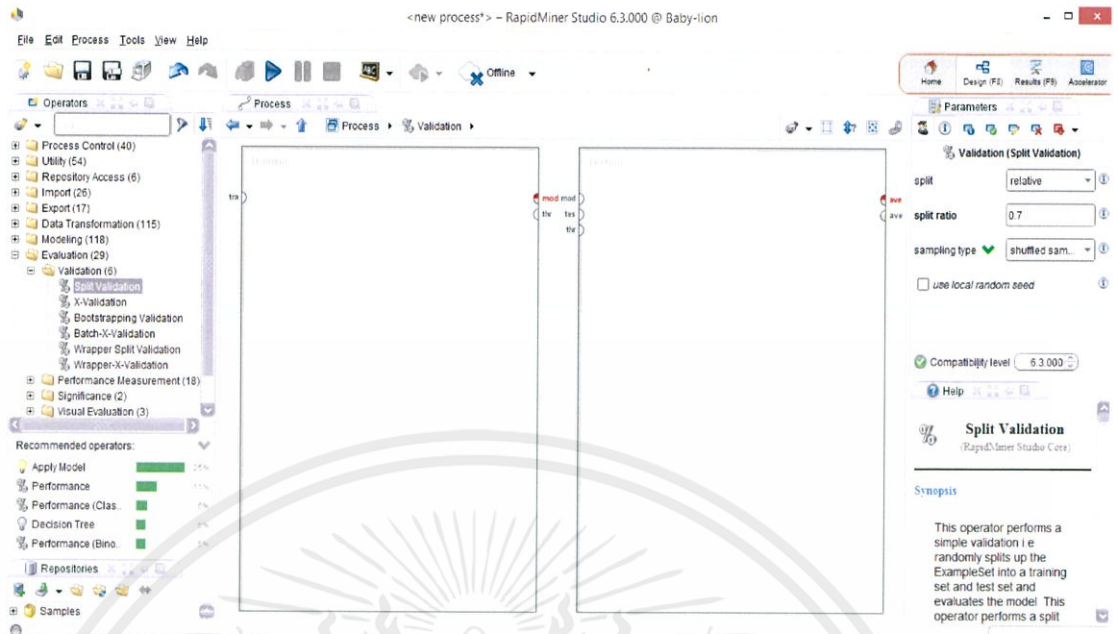 <new process*> – RapidMiner Studio 6.3.000 @ Baby-lion
File Edit Process Tools View Help
Offline
Home Design (F8) Results (F9) Accelerator
Operators
Process
Parameters
Process Validation
Validation (Split Validation)
Process Control (40)
Utility (54)
Repository Access (6)
Import (26)
Export (17)
Data Transformation (115)
Modeling (118)
Evaluation (29)
Validation (6)
Split Validation
X-Validation
Bootstrapping Validation
Batch-X-Validation
Wrapper Split Validation
Wrapper-X-Validation
Performance Measurement (18)
Significance (2)
Visual Evaluation (3)
Recommended operators:
Apply Model
Performance
Performance (Clas..
Decision Tree
Performance (Bino..
Repositories
Samples
tra
mod mod
thr tes
thr
ave
ave
split relative
split ratio 0.7
sampling type shuffled sam...
use local random seed
Compatibility level 6.3.000
Help
Split Validation
(RapidMiner Studio Core)
Synopsis
This operator performs a
simple validation i.e
randomly splits up the
ExampleSet into a training
set and test set and
evaluates the model This
operator performs a split